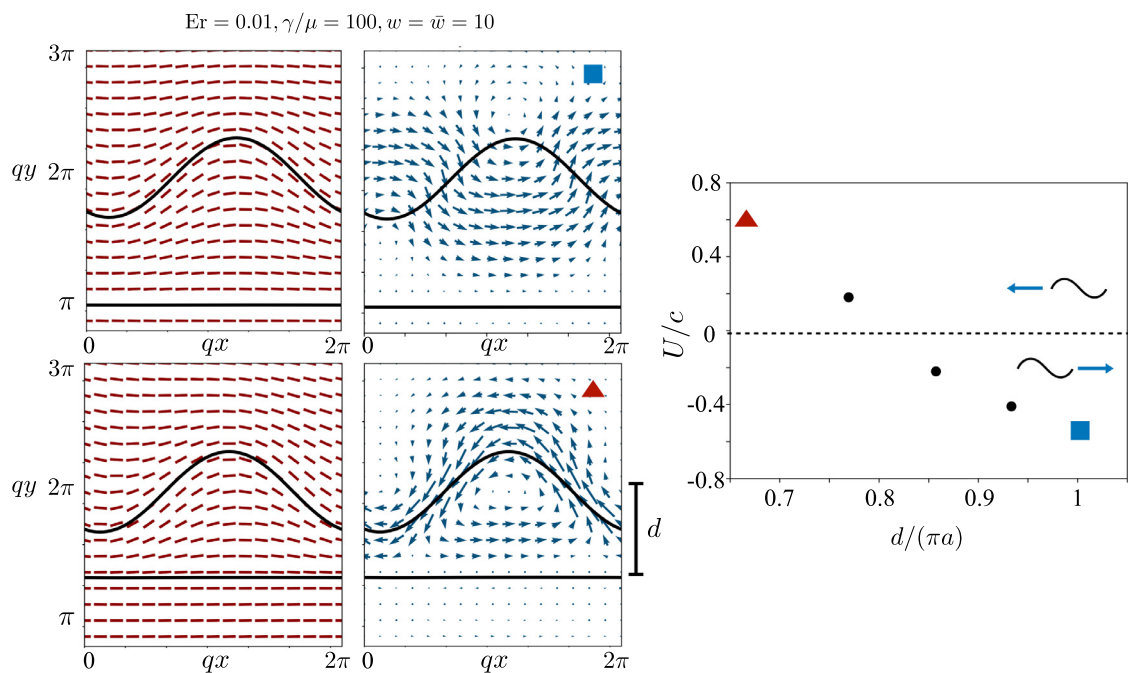 Er = 0.01, γ/μ = 100, w = w̄ = 10
3π
qy 2π
π
0 qx 2π
0 qx 2π
3π
qy 2π
π
0 qx 2π
0 qx 2π
d
0.8
0.4
0
-0.4
-0.8
U/c
0.7 0.8 0.9 1
d/(πa)